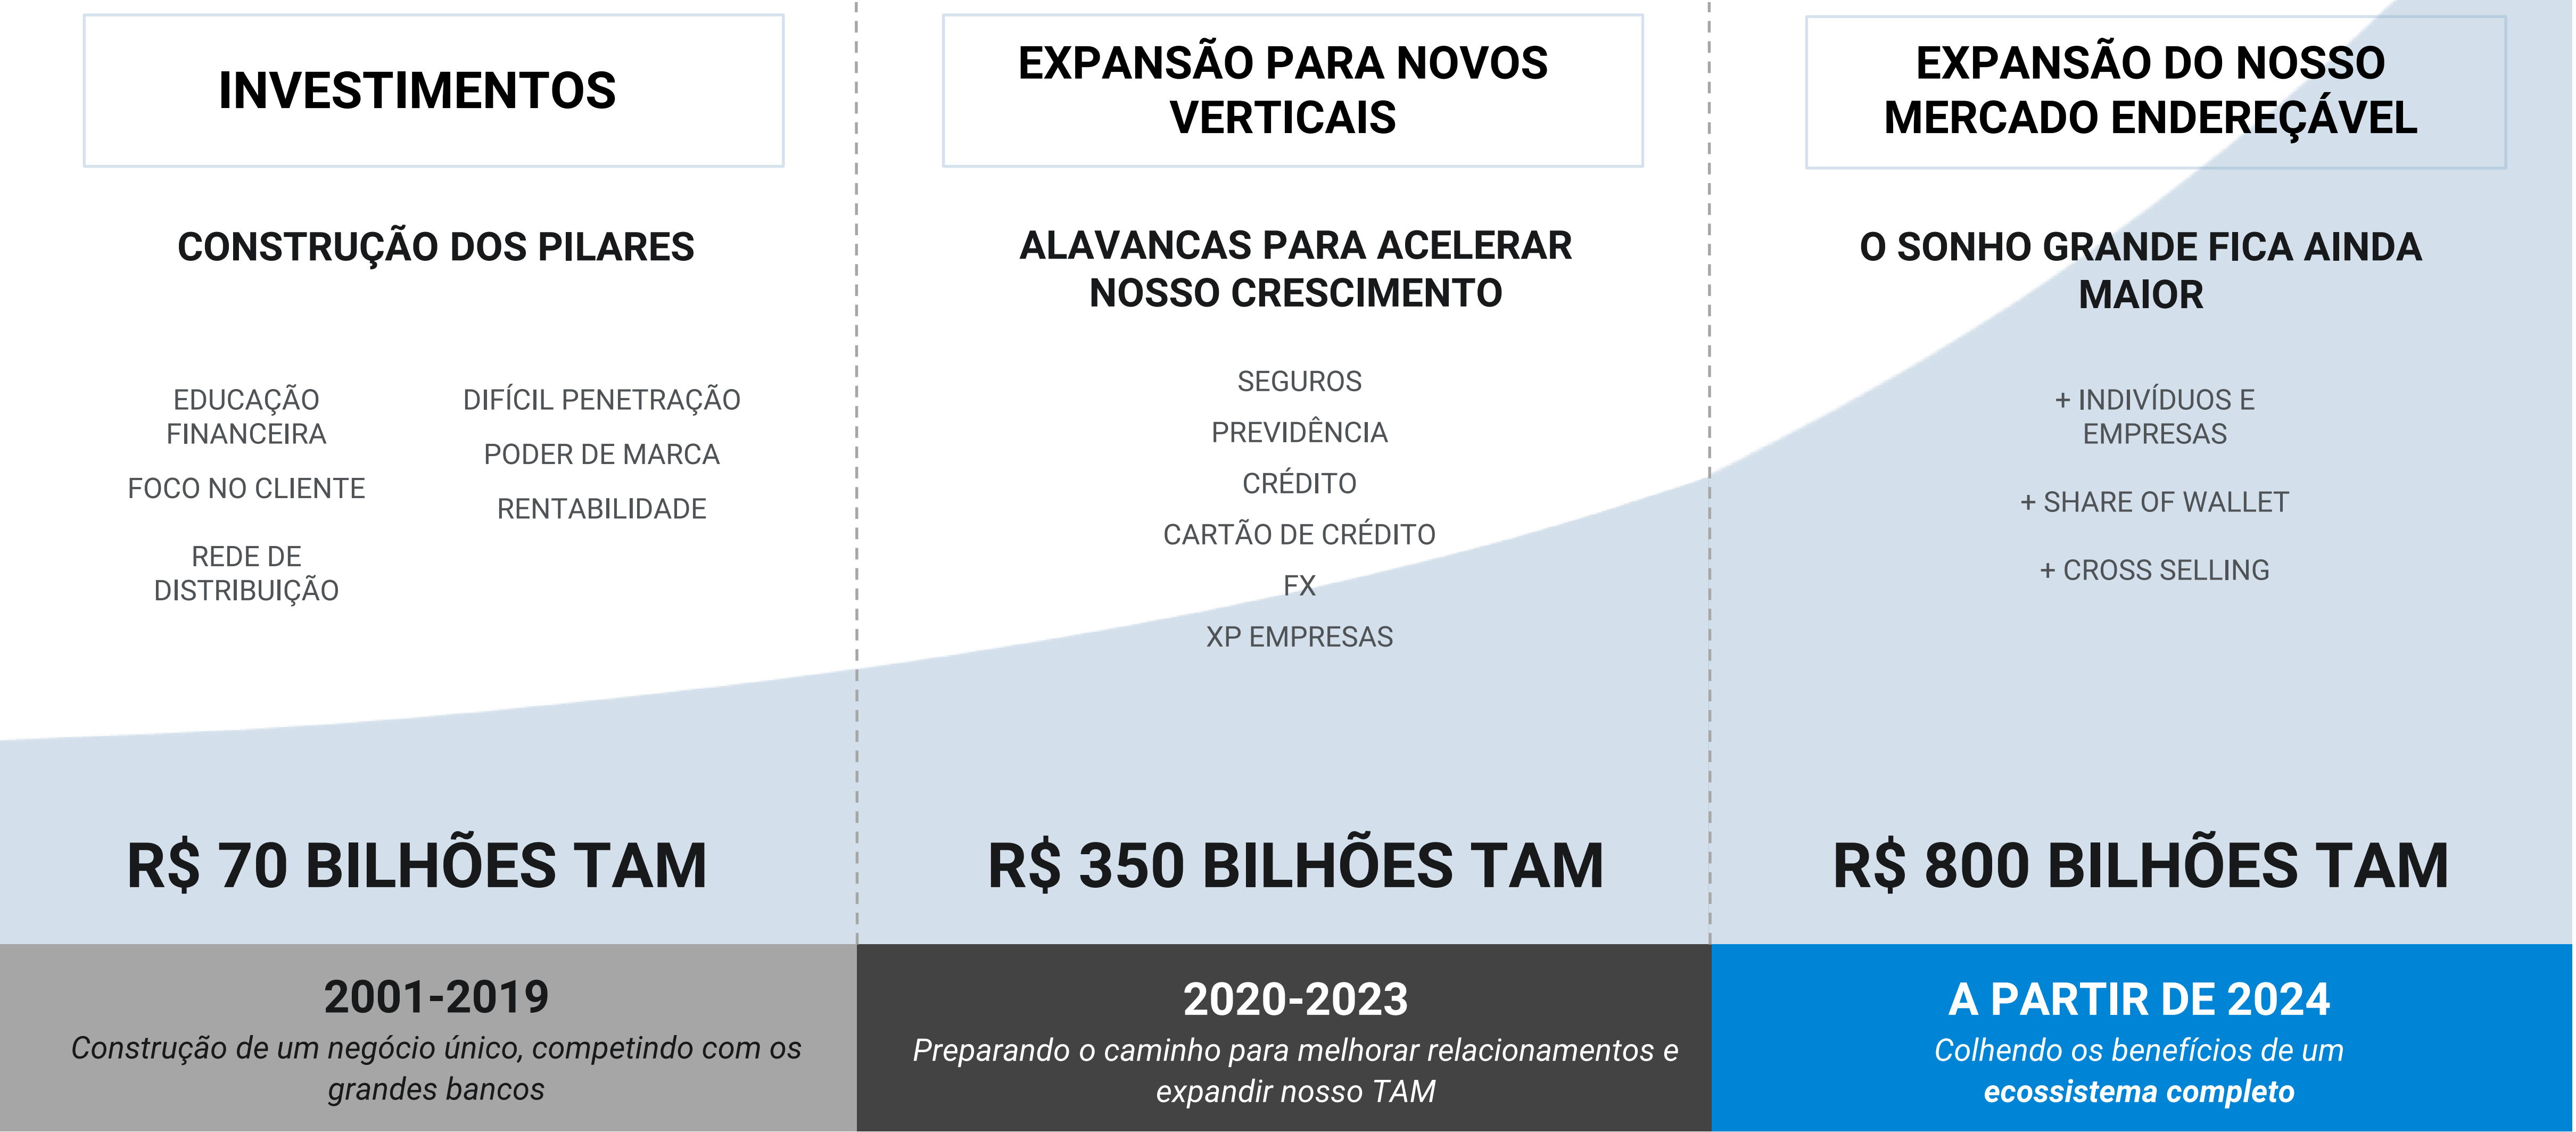 INVESTIMENTOS
CONSTRUÇÃO DOS PILARES
EDUCAÇÃO
FINANCEIRA
FOCO NO CLIENTE
REDE DE
DISTRIBUIÇÃO
DIFÍCIL PENETRAÇÃO
PODER DE MARCA
RENTABILIDADE
R$ 70 BILHÕES TAM
2001-2019
Construção de um negócio único, competindo com os
grandes bancos
EXPANSÃO PARA NOVOS
VERTICAIS
ALAVANCAS PARA ACELERAR
NOSSO CRESCIMENTO
SEGUROS
PREVIDÊNCIA
CRÉDITO
CARTÃO DE CRÉDITO
FX
XP EMPRESAS
R$ 350 BILHÕES TAM
2020-2023
Preparando o caminho para melhorar relacionamentos e
expandir nosso TAM
EXPANSÃO DO NOSSO
MERCADO ENDEREÇÁVEL
O SONHO GRANDE FICA AINDA
MAIOR
+ INDIVÍDUOS E
EMPRESAS
+ SHARE OF WALLET
+ CROSS SELLING
R$ 800 BILHÕES TAM
A PARTIR DE 2024
Colhendo os benefícios de um
ecossistema completo